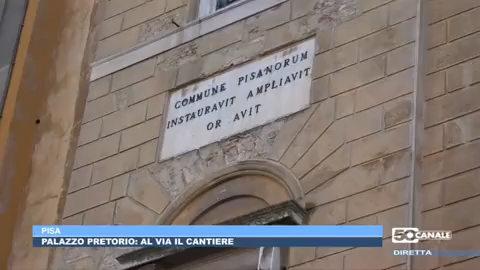 COMMUNE PISANORUM
INSTAURAVIT AMPLIAVIT
OR AVIT
PISA
PALAZZO PRETORIO: AL VIA IL CANTIERE
50 CANALE
DIRETTA